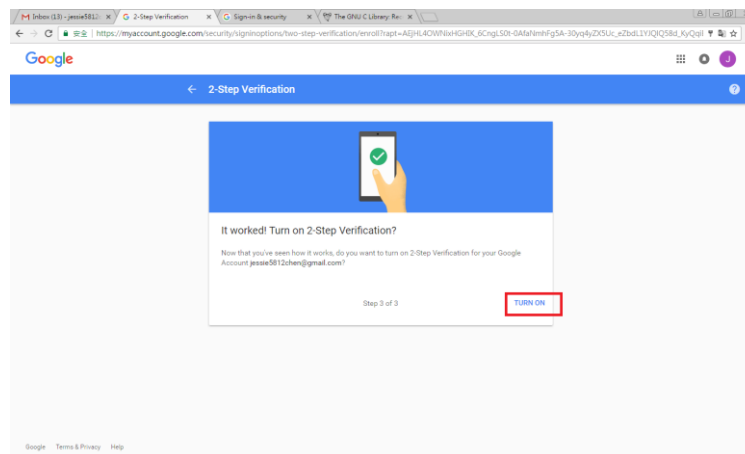 Inbox (13) - jessie5812
2-Step Verification
Sign-in & security
The GNU C Library: Re
安全
https://myaccount.google.com/security/signinoptions/two-step-verification/enroll?rapt=
Google
J
2-Step Verification
It worked! Turn on 2-Step Verification?
Now that you've seen how it works, do you want to turn on 2-Step Verification for your Google
Account jessie5812chen@gmail.com?
Step 3 of 3
TURN ON
Google Terms & Privacy Help